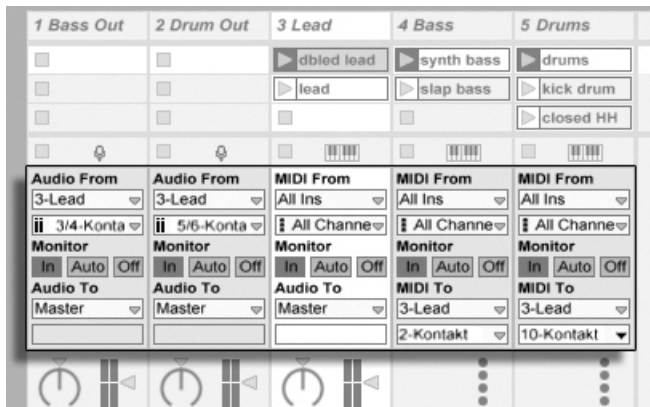 1 Bass Out 2 Drum Out 3 Lead 4 Bass 5 Drums
dbled lead synth bass drums
lead slap bass kick drum
closed HH
Audio From Audio From MIDI From MIDI From MIDI From
3-Lead 3-Lead All Ins All Ins All Ins
3/4-Konta 5/6-Konta All Channe All Channe All Channe
Monitor Monitor Monitor Monitor Monitor
In Auto Off In Auto Off In Auto Off In Auto Off In Auto Off
Audio To Audio To Audio To MIDI To MIDI To
Master Master Master 3-Lead 3-Lead
2-Kontakt 10-Kontakt